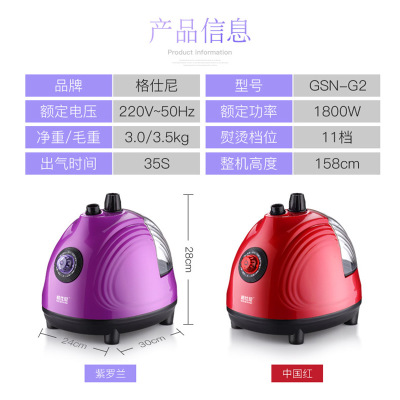 产品信息
Product information
品牌 格仕尼 型号 GSN-G2
额定电压 220V~50Hz 额定功率 1800W
净重/毛重 3.0/3.5kg 熨烫档位 11档
出气时间 35S 整机高度 158cm
28cm
24cm 30cm
紫罗兰 中国红